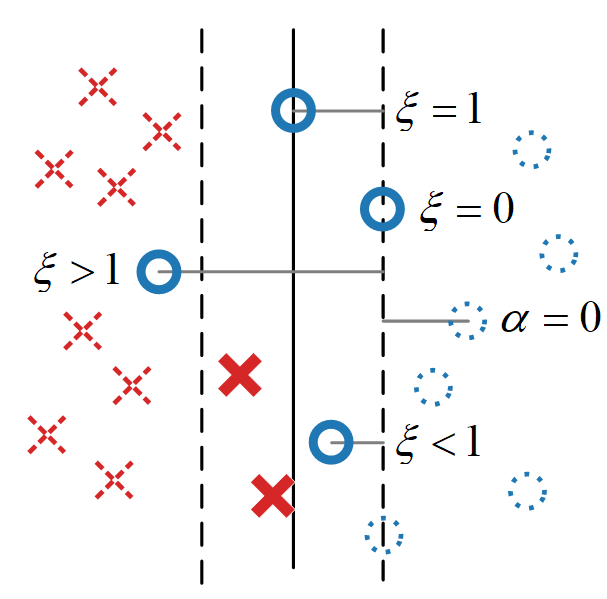 ξ = 1
ξ = 0
ξ > 1
α = 0
ξ < 1